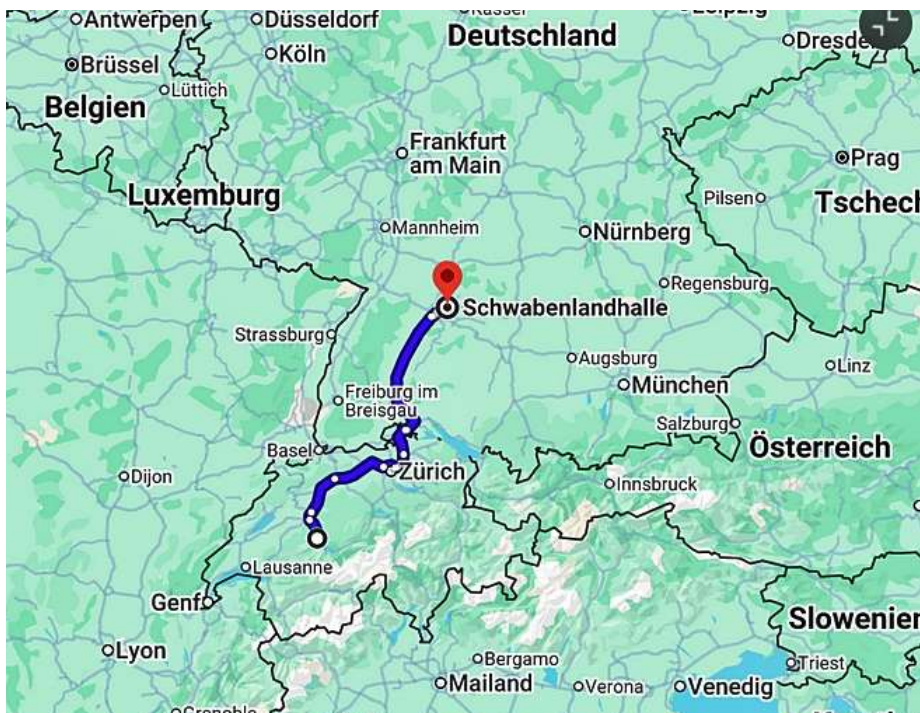 Antwerpen
Düsseldorf
Dresde
Köln
Deutschland
Brüssel
Lüttich
Belgien
Frankfurt
am Main
Prag
Luxemburg
Pilsen
Tschech
Mannheim
Nürnberg
Regensburg
Schwabenlandhalle
Strassburg
Augsburg
Linz
München
Freiburg im
Breisgau
Salzburg
Österreich
Basel
Zürich
Dijon
Innsbruck
Lausanne
Genf
Slowenien
Lyon
Bergamo
Triest
Mailand
Verona
Venedig